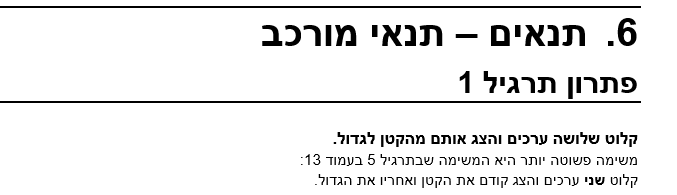 6. תנאים – תנאי מורכב
פתרון תרגיל 1
קלוט שלושה ערכים והצג אותם מהקטן לגדול.
משימה פשוטה יותר היא המשימה שבתרגיל 5 בעמוד 13:
קלוט שני ערכים והצג קודם את הקטן ואחריו את הגדול.